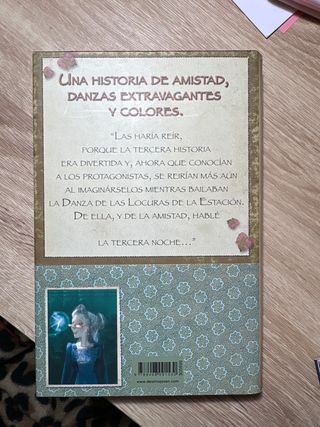 UNA HISTORIA DE AMISTAD,
DANZAS EXTRAVAGANTES
Y COLORES.
"LAS HARÍA REÍR,
PORQUE LA TERCERA HISTORIA
ERA DIVERTIDA Y, AHORA QUE CONOCÍAN
A LOS PROTAGONISTAS, SE REIRÍAN MÁS AÚN
AL IMAGINÁRSELOS MIENTRAS BAILABAN
LA DANZA DE LAS LOCURAS DE LA ESTACIÓN.
DE ELLA, Y DE LA AMISTAD, HABLÉ
LA TERCERA NOCHE..."